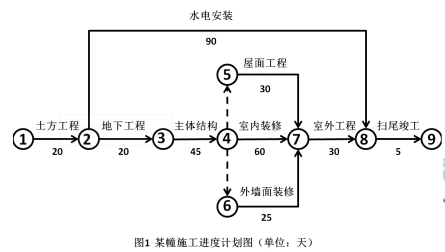 水电安装
90
5
屋面工程
30
土方工程
地下工程
主体结构
室内装修
室外工程
扫尾竣工
1
2
3
4
7
8
9
20
20
45
60
30
5
外墙面装修
6
25
图1 某幢施工进度计划图（单位：天）